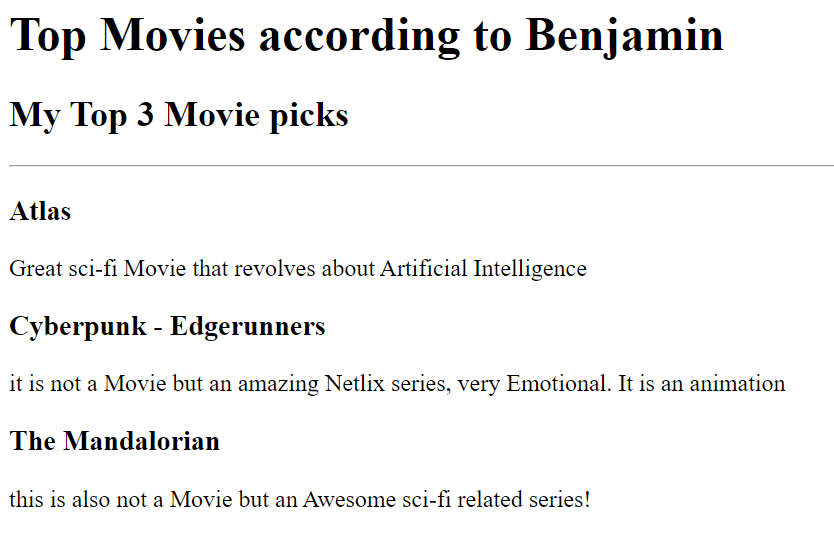 Top Movies according to Benjamin
My Top 3 Movie picks
Atlas
Great sci-fi Movie that revolves about Artificial Intelligence
Cyberpunk - Edgerunners
it is not a Movie but an amazing Netlix series, very Emotional. It is an animation
The Mandalorian
this is also not a Movie but an Awesome sci-fi related series!